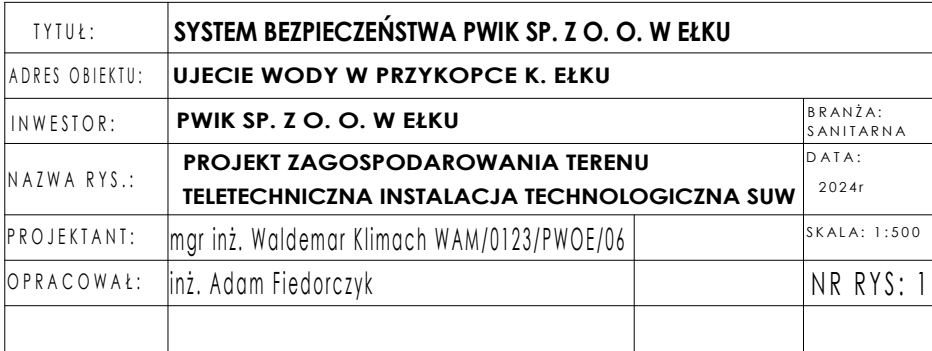 TYTUŁ: SYSTEM BEZPIECZEŃSTWA PWIK SP. Z O. O. W EŁKU
ADRES OBIEKTU: UJECIE WODY W PRZYKOPCE K. EŁKU
INWESTOR: PWIK SP. Z O. O. W EŁKU
BRANŻA:
SANITARNA
NAZWA RYS.: PROJEKT ZAGOSPODAROWANIA TERENU
TELETECHNICZNA INSTALACJA TECHNOLOGICZNA SUW
DATA:
2024r
PROJEKTANT: mgr inż. Waldemar Klimach WAM/0123/PWOE/06
SKALA: 1:500
OPRACOWAŁ: inż. Adam Fiedorczyk
NR RYS: 1